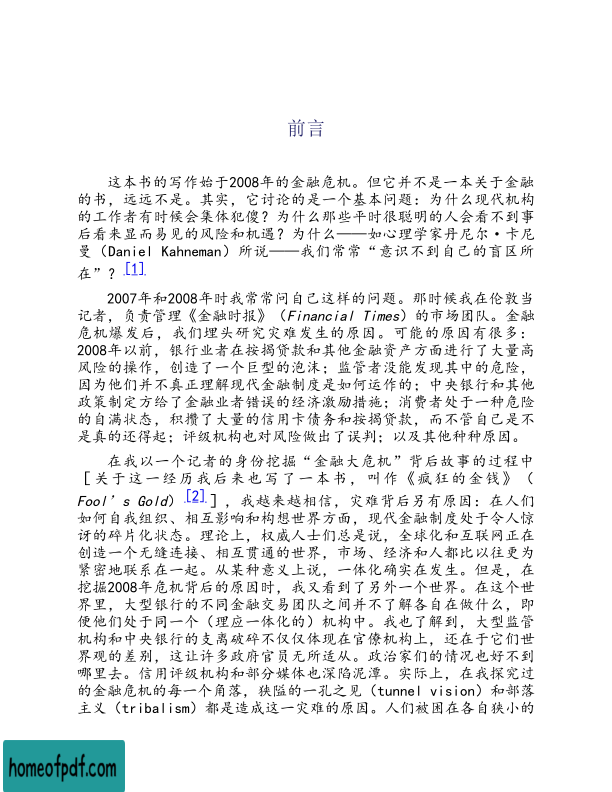 前言
这本书的写作始于2008年的金融危机。但它并不是一本关于金融
的书，远远不是。其实，它讨论的是一个基本问题：为什么现代机构
的工作者有时候会集体犯傻？为什么那些平时很聪明的人会看不到事
后看来显而易见的风险和机遇？为什么——如心理学家丹尼尔·卡尼
曼（Daniel Kahneman）所说——我们常常“意识不到自己的盲区所
在”？[1]
2007年和2008年时我常常问自己这样的问题。那时候我在伦敦当
记者，负责管理《金融时报》（Financial Times）的市场团队。金融
危机爆发后，我们埋头研究灾难发生的原因。可能的原因有很多：
2008年以前，银行业者在按揭贷款和其他金融资产方面进行了大量高
风险的操作，创造了一个巨型的泡沫；监管者没能发现其中的危险，
因为他们并不真正理解现代金融制度是如何运作的；中央银行和其他
政策制定方给了金融业者错误的经济激励措施；消费者处于一种危险
的自满状态，积攒了大量的信用卡债务和按揭贷款，而不管自己是不
是真的还得起；评级机构也对风险做出了误判；以及其他种种原因。
在我以一个记者的身份挖掘“金融大危机”背后故事的过程中
［关于这一经历我后来也写了一本书，叫作《疯狂的金钱》（
Fool’s Gold）[2]］，我越来越相信，灾难背后另有原因：在人们
如何自我组织、相互影响和构想世界方面，现代金融制度处于令人惊
讶的碎片化状态。理论上，权威人士们总是说，全球化和互联网正在
创造一个无缝连接、相互贯通的世界，市场、经济和人都比以往更为
紧密地联系在一起。从某种意义上说，一体化确实在发生。但是，在
挖掘2008年危机背后的原因时，我又看到了另外一个世界。在这个世
界里，大型银行的不同金融交易团队之间并不了解各自在做什么，即
便他们处于同一个（理应一体化的）机构中。我也了解到，大型监管
机构和中央银行的支离破碎不仅仅体现在官僚机构上，还在于它们世
界观的差别，这让许多政府官员无所适从。政治家们的情况也好不到
哪里去。信用评级机构和部分媒体也深陷泥潭。实际上，在我探究过
的金融危机的每一个角落，狭隘的一孔之见（tunnel vision）和部落
主义（tribalism）都是造成这一灾难的原因。人们被困在各自狭小的
homeofpdf.com